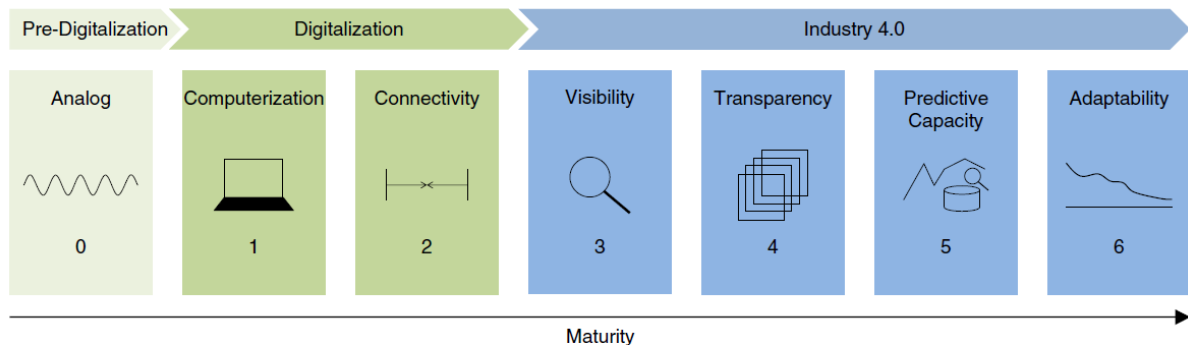 Pre-Digitalization
Digitalization
Industry 4.0
Analog
Computerization
Connectivity
Visibility
Transparency
Predictive
Capacity
Adaptability
0
1
2
3
4
5
6
Maturity